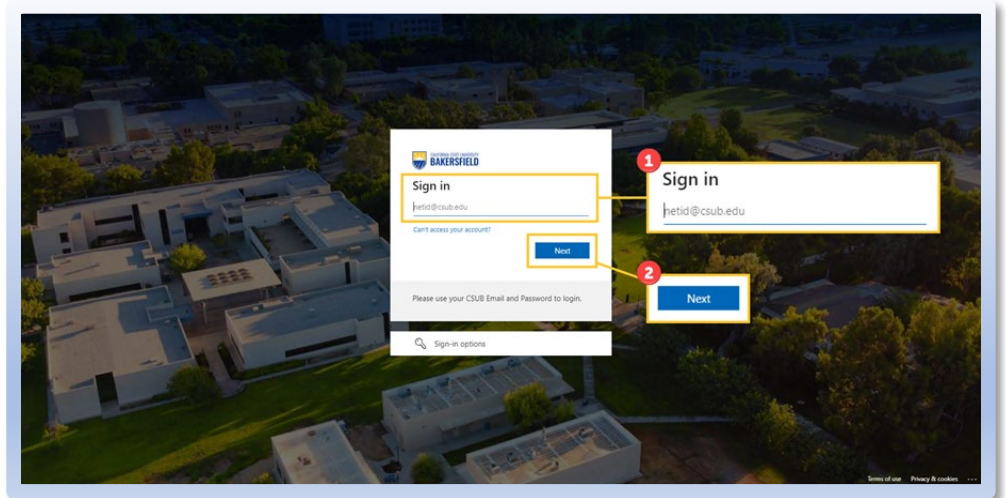 CALIFORNIA STATE UNIVERSITY
BAKERSFIELD
Sign in
netid@csub.edu
Can't access your account?
Next
Please use your CSUB Email and Password to login.
Sign-in options
1
Sign in
netid@csub.edu
2
Next
Terms of use Privacy & cookies ...